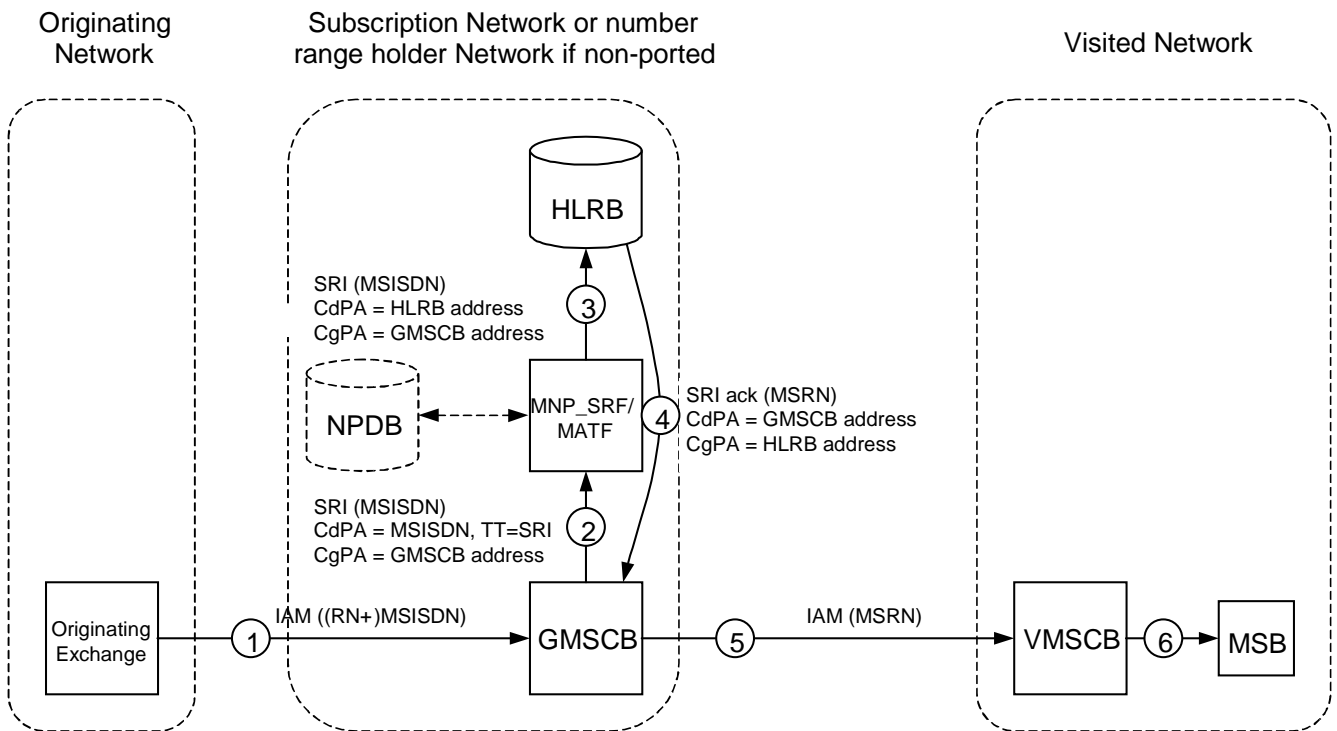 Originating
Network
Subscription Network or number
range holder Network if non-ported
Visited Network
HLRB
SRI (MSISDN)
CdPA = HLRB address
CgPA = GMSCB address
3
NPDB
MNP_SRF/
MATF
4
SRI ack (MSRN)
CdPA = GMSCB address
CgPA = HLRB address
SRI (MSISDN)
CdPA = MSISDN, TT=SRI
CgPA = GMSCB address
2
Originating
Exchange
1
IAM ((RN+)MSISDN)
GMSCB
5
IAM (MSRN)
VMSCB
6
MSB